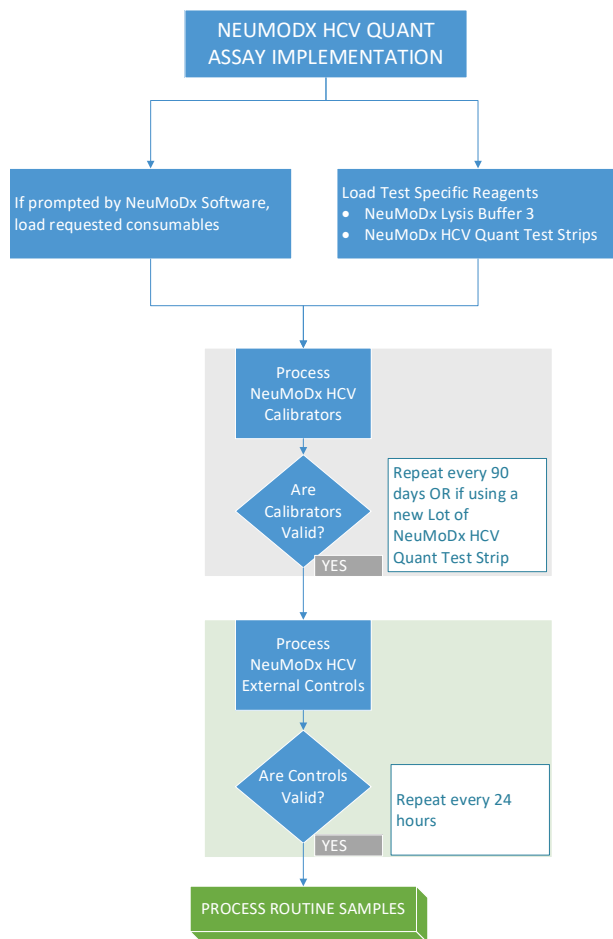 NEUMODX HCV QUANT
ASSAY IMPLEMENTATION
If prompted by NeuMoDx Software,
load requested consumables
Load Test Specific Reagents
• NeuMoDx Lysis Buffer 3
• NeuMoDx HCV Quant Test Strips
Process
NeuMoDx HCV
Calibrators
Are
Calibrators
Valid?
YES
Repeat every 90
days OR if using a
new Lot of
NeuMoDx HCV
Quant Test Strip
Process
NeuMoDx HCV
External Controls
Are Controls
Valid?
YES
Repeat every 24
hours
PROCESS ROUTINE SAMPLES